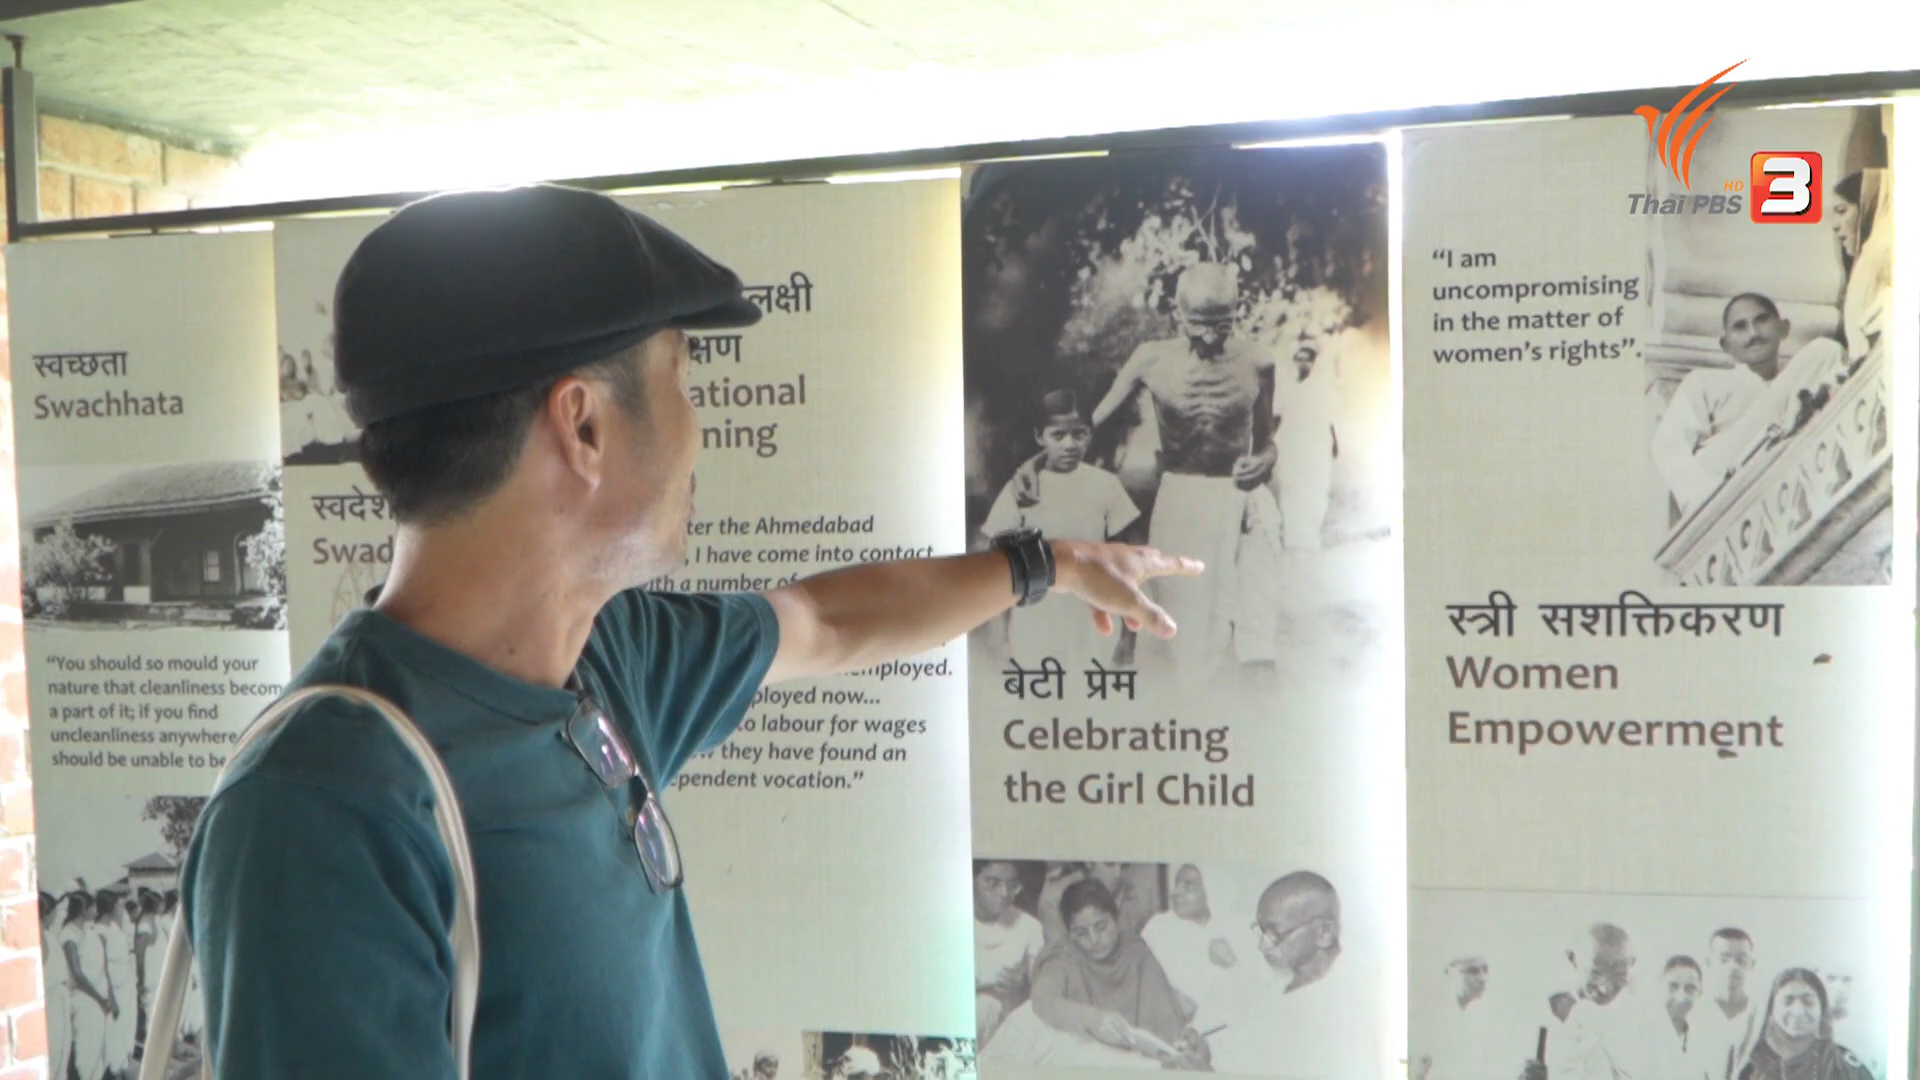 स्वच्छता
Swachhata
“You should so mould your
nature that cleanliness becom
a part of it; if you find
uncleanliness anywhere
should be unable to be
स्वदेश
Swad
लक्षी
क्षण
ational
ning
ter the Ahmedabad
, I have come into contact
ith a number of
mployed.
ployed now...
to labour for wages
they have found an
pendent vocation.”
बेटी प्रेम
Celebrating
the Girl Child
“I am
uncompromising
in the matter of
women’s rights”.
स्त्री सशक्तिकरण
Women
Empowerment
HD
Thai PBS 3